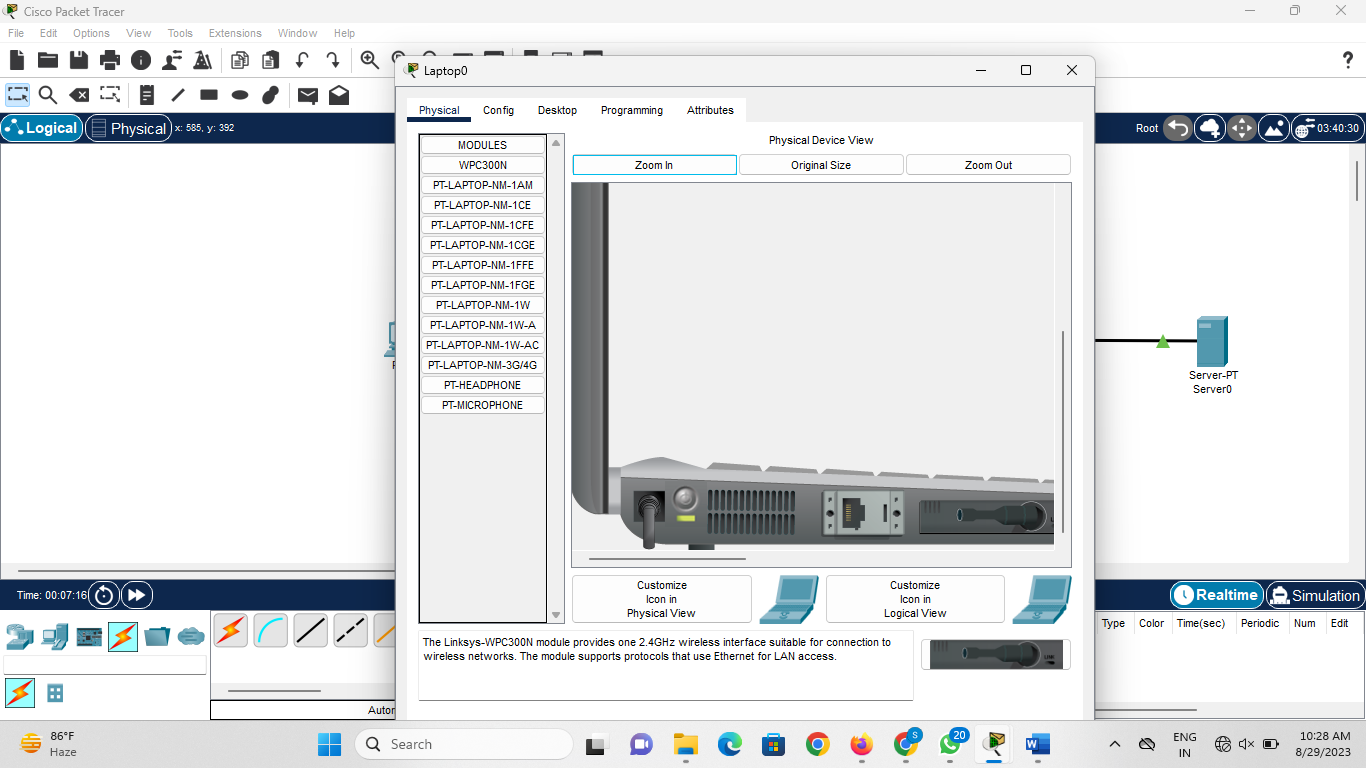 Cisco Packet Tracer
File Edit Options View Tools Extensions Window Help
Laptop0
Physical Config Desktop Programming Attributes
Logical Physical x: 585, y: 392
Root 03:40:30
MODULES
WPC300N
PT-LAPTOP-NM-1AM
PT-LAPTOP-NM-1CE
PT-LAPTOP-NM-1CFE
PT-LAPTOP-NM-1CGE
PT-LAPTOP-NM-1FFE
PT-LAPTOP-NM-1FGE
PT-LAPTOP-NM-1W
PT-LAPTOP-NM-1W-A
PT-LAPTOP-NM-1W-AC
PT-LAPTOP-NM-3G/4G
PT-HEADPHONE
PT-MICROPHONE
Physical Device View
Zoom In Original Size Zoom Out
Customize
Icon in
Physical View
Customize
Icon in
Logical View
The Linksys-WPC300N module provides one 2.4GHz wireless interface suitable for connection to
wireless networks. The module supports protocols that use Ethernet for LAN access.
Server-PT
Server0
Time: 00:07:16
Realtime Simulation
Type Color Time(sec) Periodic Num Edit
86°F
Haze
Search
S
20
ENG
IN
10:28 AM
8/29/2023